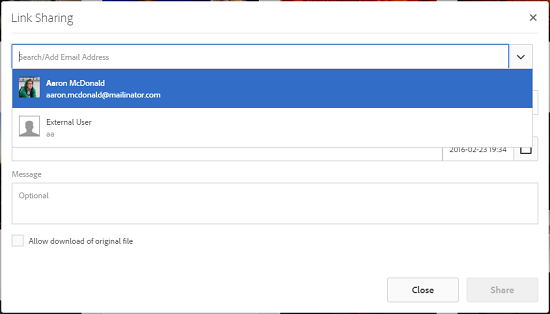 Link Sharing
×
Search/Add Email Address
Aaron McDonald
aaron.mcdonald@mailinator.com
External User
aa
2016-02-23 19:34
Message
Optional
Allow download of original file
Close
Share